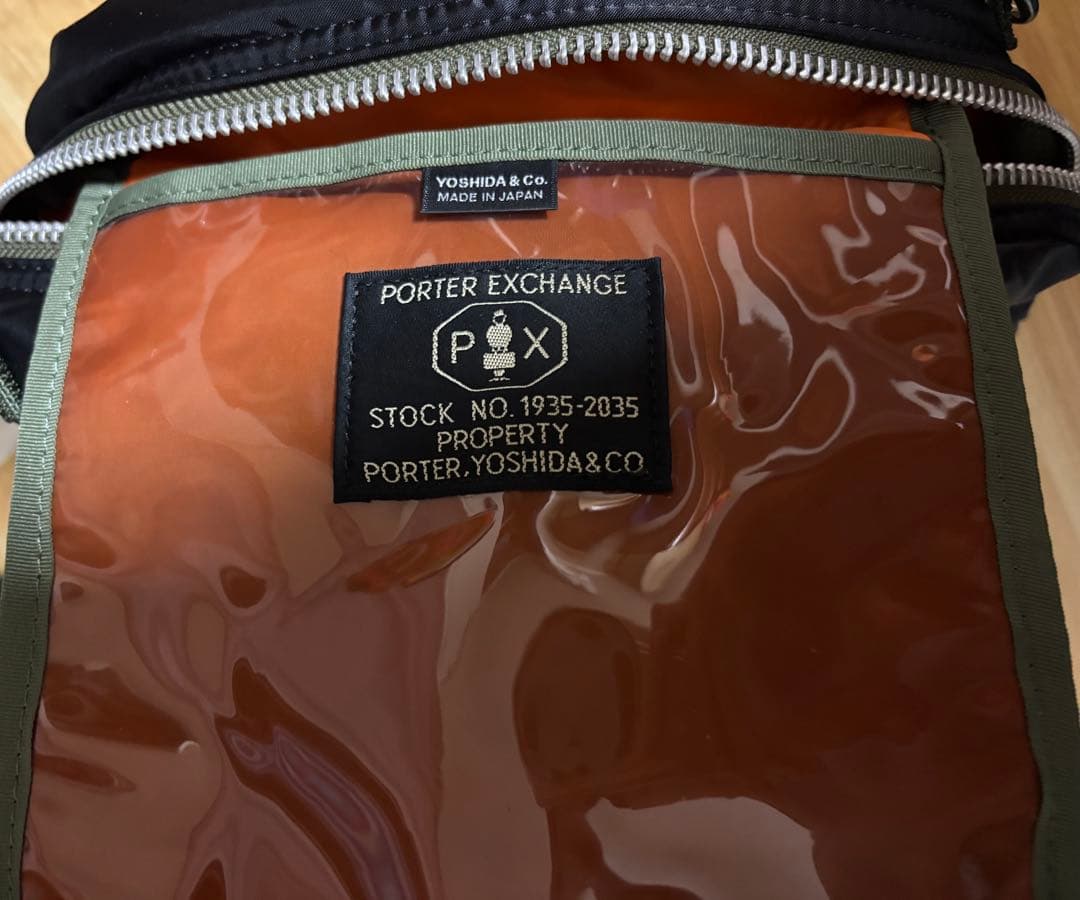 YOSHIDA & Co.
MADE IN JAPAN
PORTER EXCHANGE
P X
STOCK NO. 1935-2035
PROPERTY
PORTER, YOSHIDA & CO.